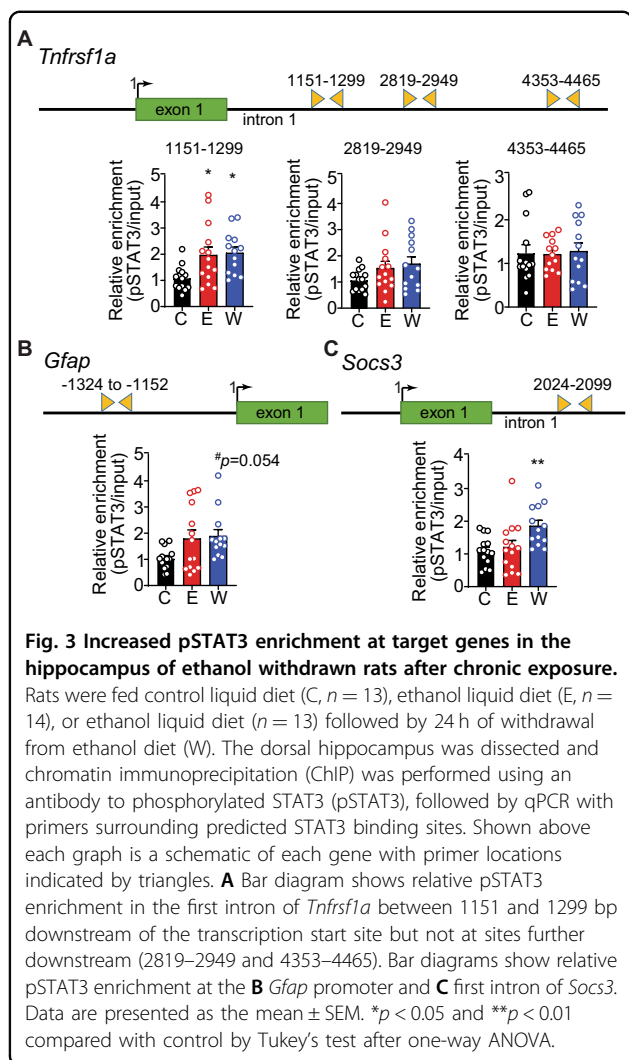 A
Tnfrsf1a
1
1151-1299 2819-2949 4353-4465
exon 1
intron 1
1151-1299
2819-2949
4353-4465
Relative enrichment
(pSTAT3/input)
5
4
3
2
1
0
* *
C E W
Relative enrichment
(pSTAT3/input)
5
4
3
2
1
0
C E W
Relative enrichment
(pSTAT3/input)
3
2
1
0
C E W
B
Gfap
-1324 to -1152
1
exon 1
Relative enrichment
(pSTAT3/input)
5
4
3
2
1
0
#p=0.054
C E W
C
Socs3
1
2024-2099
exon 1
intron 1
Relative enrichment
(pSTAT3/input)
4
3
2
1
0
**
C E W
Fig. 3 Increased pSTAT3 enrichment at target genes in the
hippocampus of ethanol withdrawn rats after chronic exposure.
Rats were fed control liquid diet (C, n = 13), ethanol liquid diet (E, n =
14), or ethanol liquid diet (n = 13) followed by 24 h of withdrawal
from ethanol diet (W). The dorsal hippocampus was dissected and
chromatin immunoprecipitation (ChIP) was performed using an
antibody to phosphorylated STAT3 (pSTAT3), followed by qPCR with
primers surrounding predicted STAT3 binding sites. Shown above
each graph is a schematic of each gene with primer locations
indicated by triangles. A Bar diagram shows relative pSTAT3
enrichment in the first intron of Tnfrsf1a between 1151 and 1299 bp
downstream of the transcription start site but not at sites further
downstream (2819–2949 and 4353–4465). Bar diagrams show relative
pSTAT3 enrichment at the B Gfap promoter and C first intron of Socs3.
Data are presented as the mean ± SEM. *p < 0.05 and **p < 0.01
compared with control by Tukey's test after one-way ANOVA.